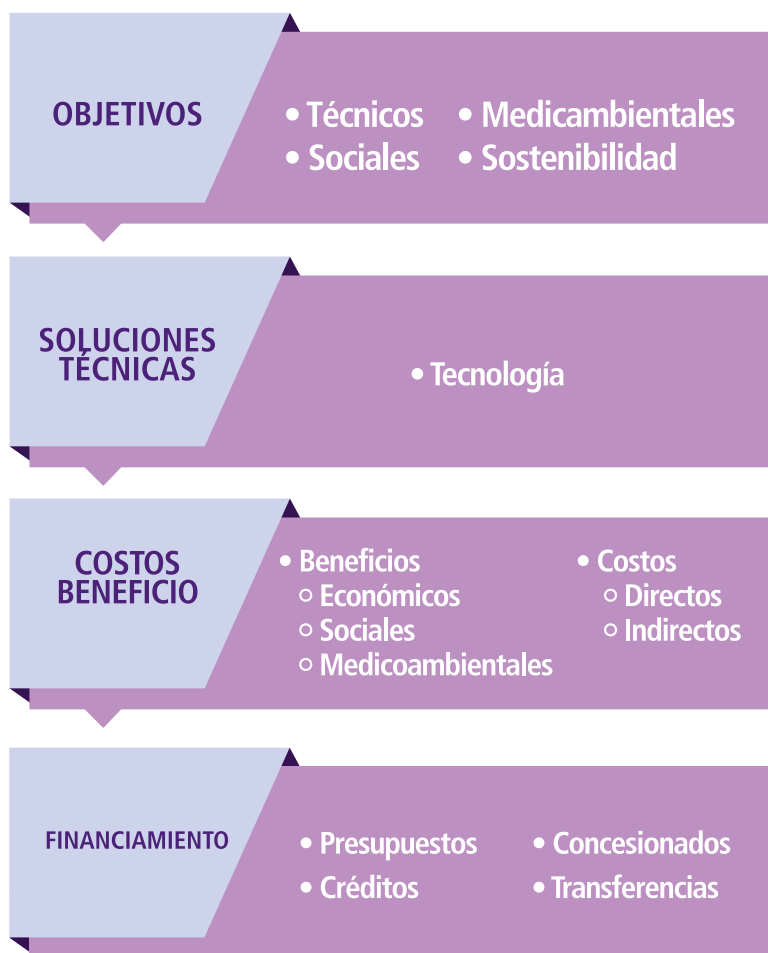 OBJETIVOS
• Técnicos
• Sociales
• Medicambientales
• Sostenibilidad
SOLUCIONES
TÉCNICAS
• Tecnología
COSTOS
BENEFICIO
• Beneficios
○ Económicos
○ Sociales
○ Medicoambientales
• Costos
○ Directos
○ Indirectos
FINANCIAMIENTO
• Presupuestos
• Créditos
• Concesionados
• Transferencias